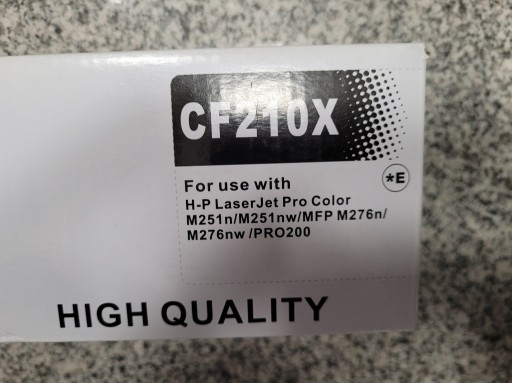 CF210X
For use with
*E
H-P LaserJet Pro Color
M251n/M251nw/MFP M276n/
M276nw /PRO200
HIGH QUALITY